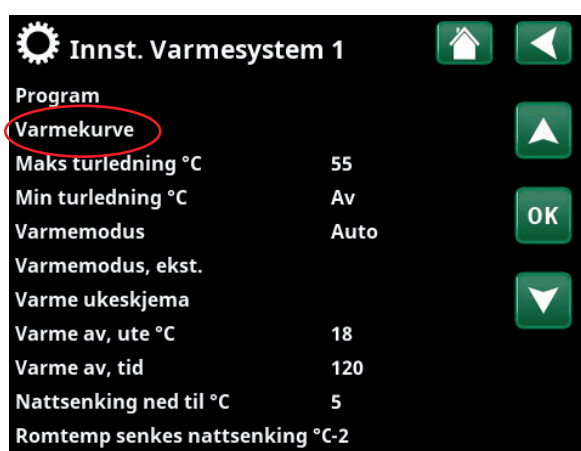 Innst. Varmesystem 1
Program
Varmekurve
Maks turledning °C 55
Min turledning °C Av
Varmemodus Auto
Varmemodus, ekst.
Varme ukeskjema
Varme av, ute °C 18
Varme av, tid 120
Nattsenking ned til °C 5
Romtemp senkes nattsenking °C-2
OK